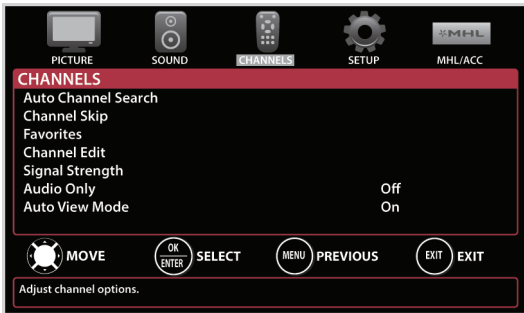 MHL
PICTURE SOUND CHANNELS SETUP MHL/ACC
CHANNELS
Auto Channel Search
Channel Skip
Favorites
Channel Edit
Signal Strength
Audio Only Off
Auto View Mode On
MOVE OK ENTER SELECT MENU PREVIOUS EXIT EXIT
Adjust channel options.